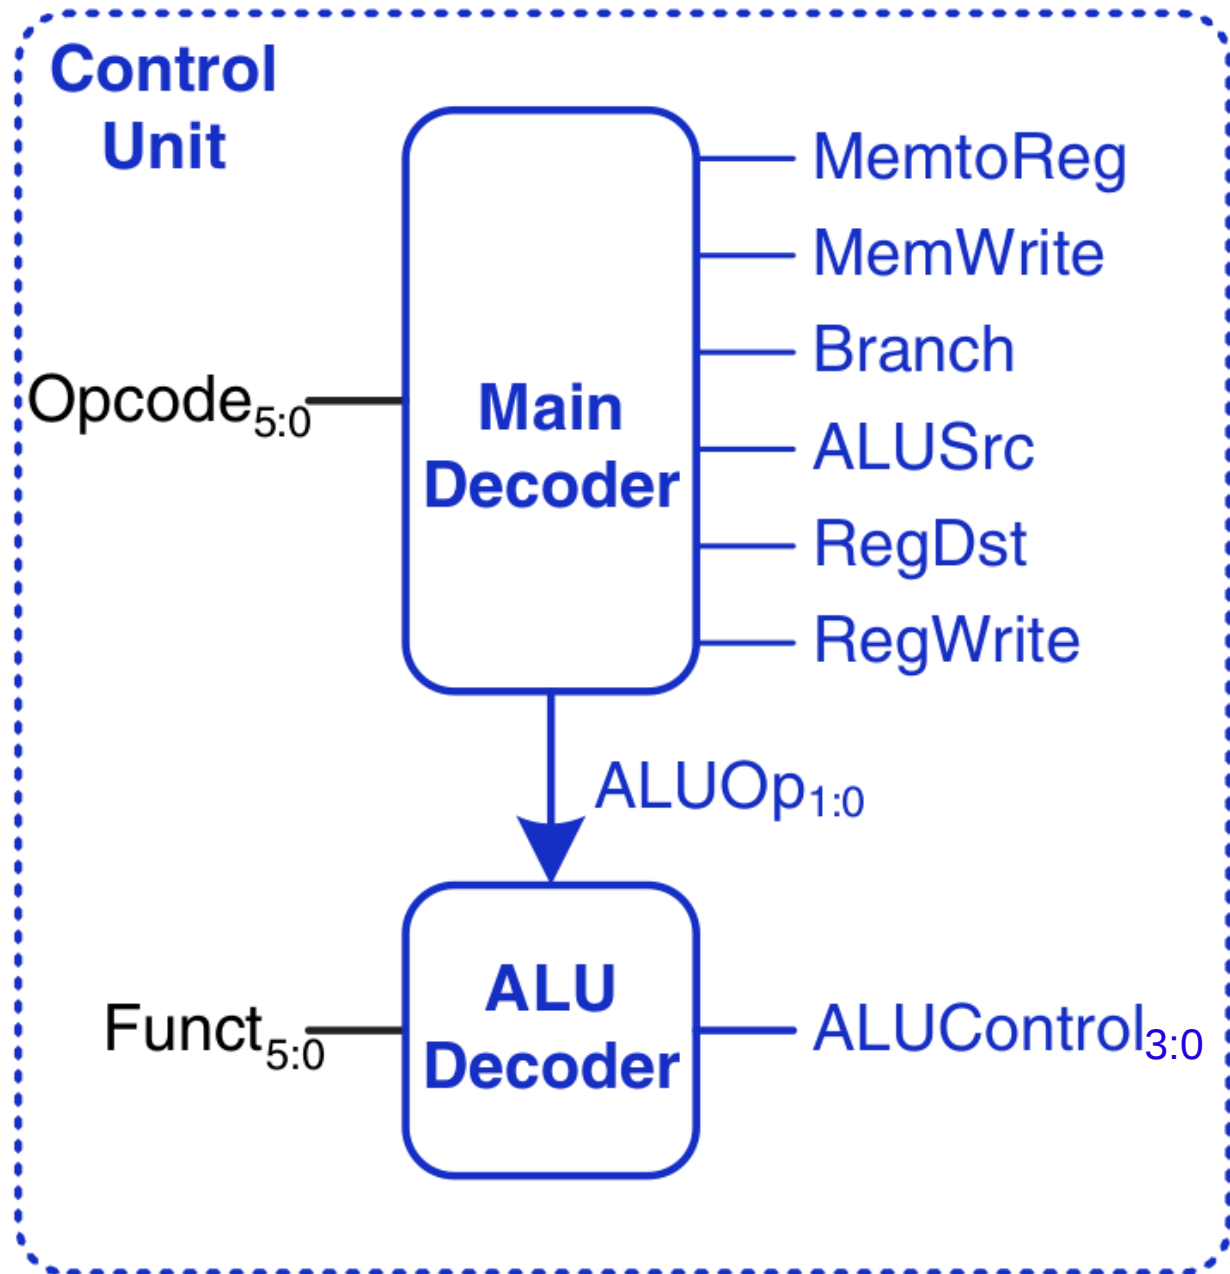 Control
Unit
MemtoReg
MemWrite
Branch
Opcode5:0
Main
Decoder
ALUSrc
RegDst
RegWrite
ALUOp1:0
ALU
Decoder
Funct5:0
ALUControl3:0